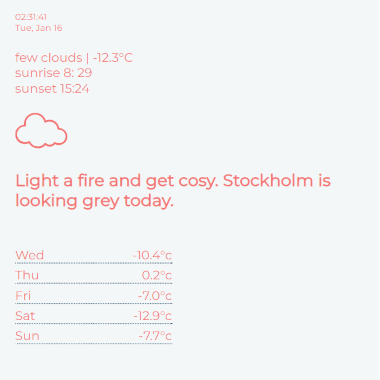 02:31:41
Tue, Jan 16
few clouds | -12.3°C
sunrise 8: 29
sunset 15:24
Light a fire and get cosy. Stockholm is
looking grey today.
Wed -10.4°c
Thu 0.2°c
Fri -7.0°c
Sat -12.9°c
Sun -7.7°c